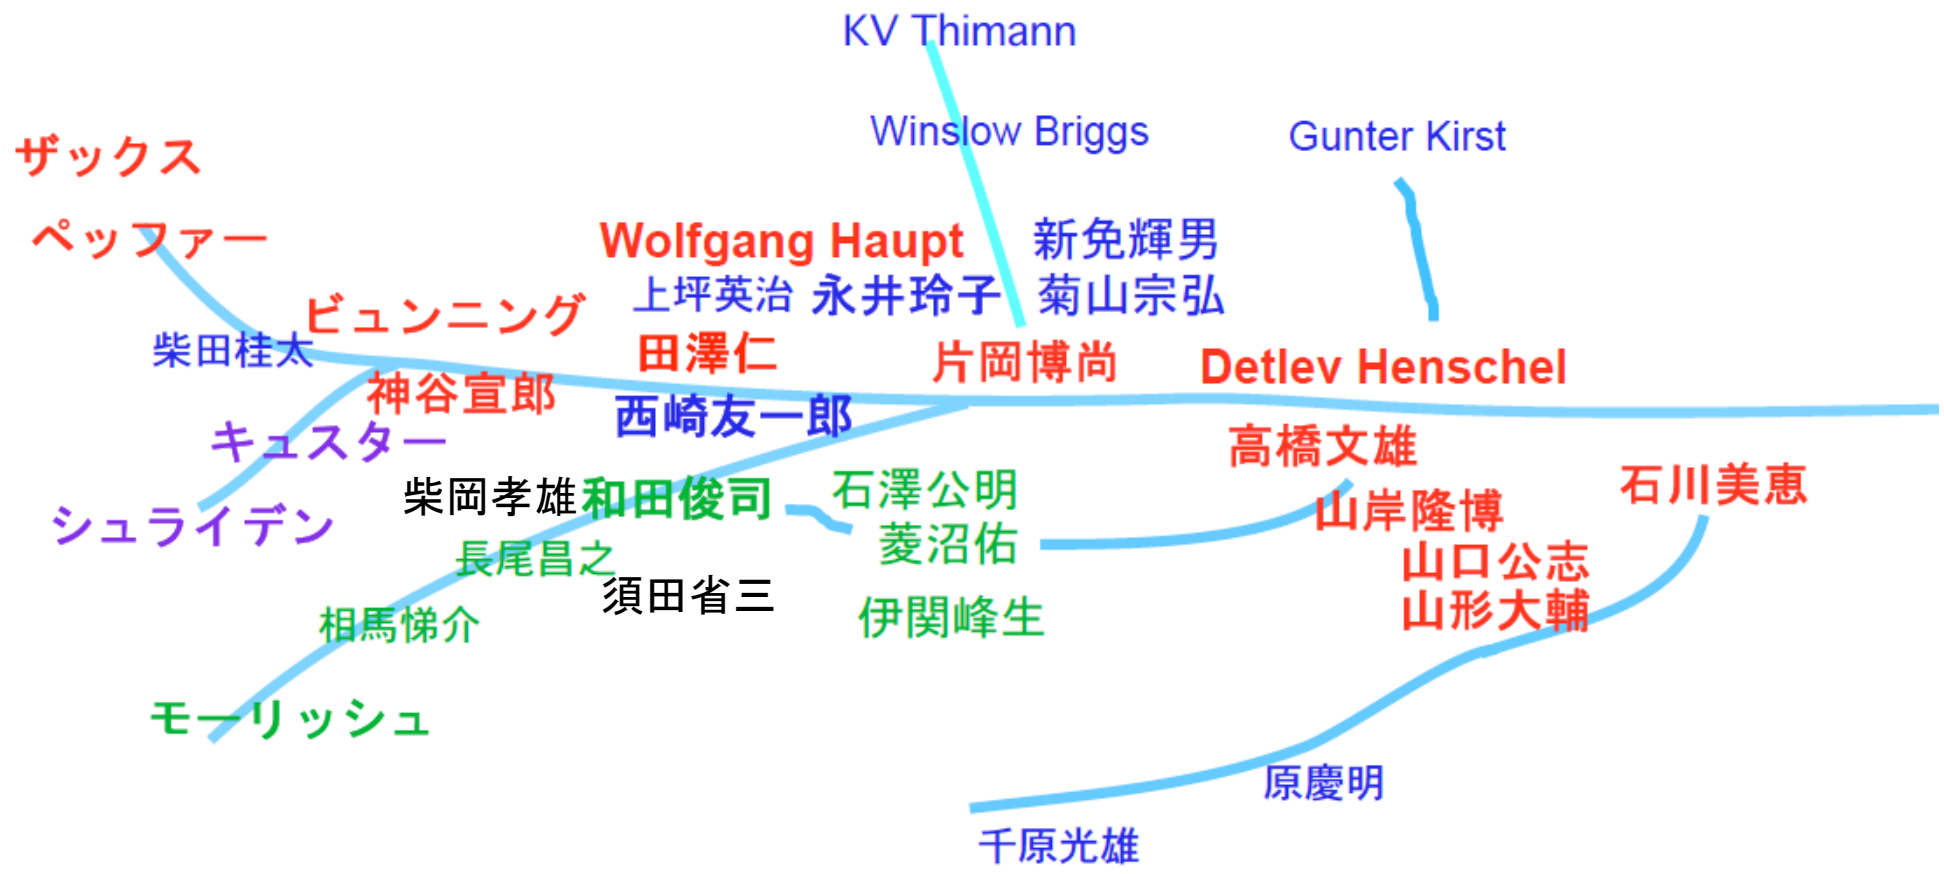 KV Thimann
Winslow Briggs
Gunter Kirst
ザックス
ペッファー
Wolfgang Haupt
新免輝男
上坪英治
永井玲子
菊山宗弘
ビュンニング
柴田桂太
田澤仁
片岡博尚
Detlev Henschel
神谷宣郎
西崎友一郎
キュスター
高橋文雄
シュライデン
柴岡孝雄
和田俊司
石澤公明
山岸隆博
石川美恵
長尾昌之
菱沼佑
山口公志
須田省三
山形大輔
相馬悌介
伊関峰生
モーリッシュ
原慶明
千原光雄